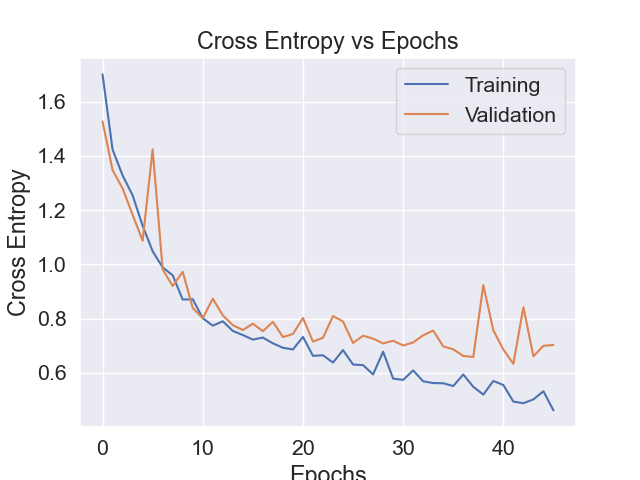 Cross Entropy vs Epochs
Training
Validation
Cross Entropy
1.6
1.4
1.2
1.0
0.8
0.6
0 10 20 30 40
Epochs